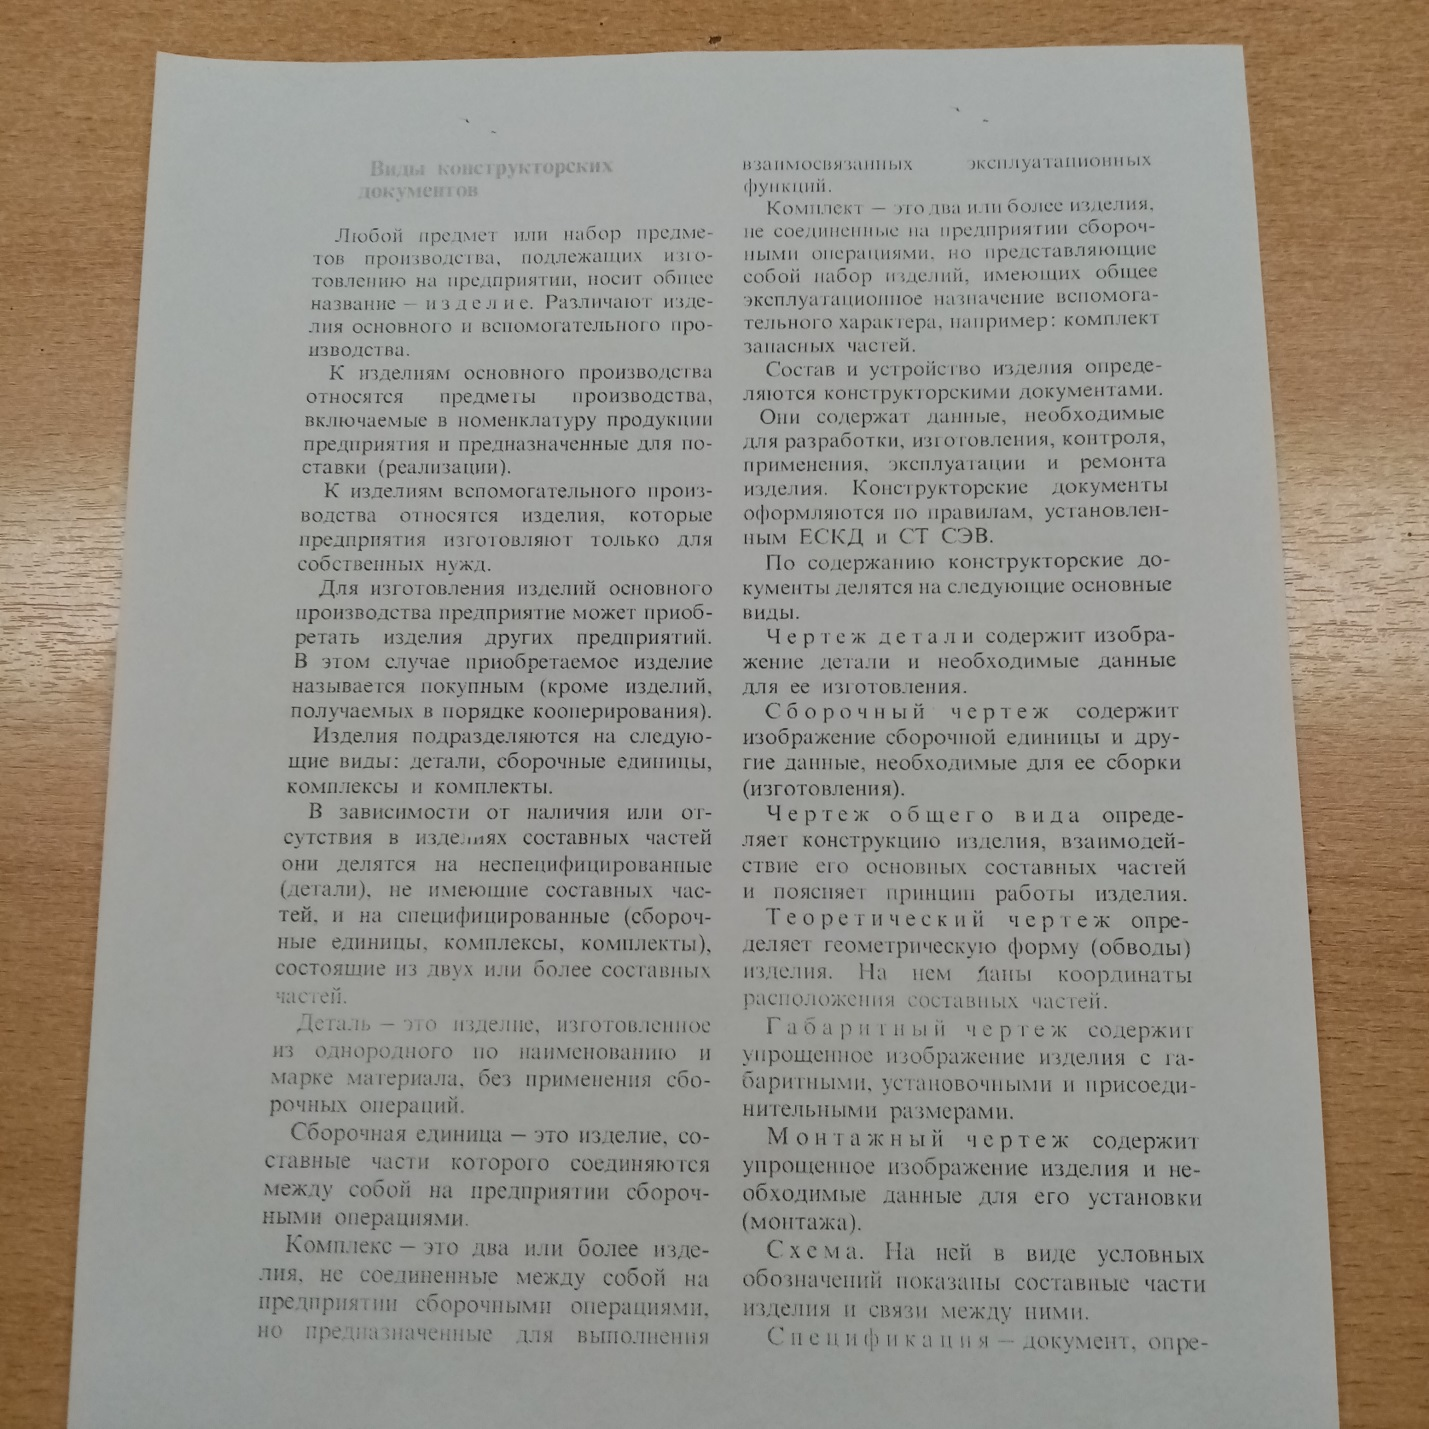 Виды конструкторских
документов
Любой предмет или набор предме-
тов производства, подлежащих изго-
товлению на предприятии, носит общее
название — изделие. Различают изде-
лия основного и вспомогательного про-
изводства.
К изделиям основного производства
относятся предметы производства,
включаемые в номенклатуру продукции
предприятия и предназначенные для по-
ставки (реализации).
К изделиям вспомогательного произ-
водства относятся изделия, которые
предприятия изготовляют только для
собственных нужд.
Для изготовления изделий основного
производства предприятие может приоб-
ретать изделия других предприятий.
В этом случае приобретаемое изделие
называется покупным (кроме изделий,
получаемых в порядке кооперирования).
Изделия подразделяются на следую-
щие виды: детали, сборочные единицы,
комплексы и комплекты.
В зависимости от наличия или от-
сутствия в изделиях составных частей
они делятся на неспецифицированные
(детали), не имеющие составных час-
тей, и на специфицированные (сбороч-
ные единицы, комплексы, комплекты),
состоящие из двух или более составных
частей.
Деталь — это изделие, изготовленное
из однородного по наименованию и
марке материала, без применения сбо-
рочных операций.
Сборочная единица — это изделие, со-
ставные части которого соединяются
между собой на предприятии сбороч-
ными операциями.
Комплекс — это два или более изде-
лия, не соединенные между собой на
предприятии сборочными операциями,
но предназначенные для выполнения
взаимосвязанных эксплуатационных
функций.
Комплект — это два или более изделия,
не соединенные на предприятии сбороч-
ными операциями, но представляющие
собой набор изделий, имеющих общее
эксплуатационное назначение вспомога-
тельного характера, например: комплект
запасных частей.
Состав и устройство изделия опреде-
ляются конструкторскими документами.
Они содержат данные, необходимые
для разработки, изготовления, контроля,
применения, эксплуатации и ремонта
изделия. Конструкторские документы
оформляются по правилам, установлен-
ным ЕСКД и СТ СЭВ.
По содержанию конструкторские до-
кументы делятся на следующие основные
виды.
Чертеж детали содержит изобра-
жение детали и необходимые данные
для ее изготовления.
Сборочный чертеж содержит
изображение сборочной единицы и дру-
гие данные, необходимые для ее сборки
(изготовления).
Чертеж общего вида опреде-
ляет конструкцию изделия, взаимодей-
ствие его основных составных частей
и поясняет принцип работы изделия.
Теоретический чертеж опре-
деляет геометрическую форму (обводы)
изделия. На нем даны координаты
расположения составных частей.
Габаритный чертеж содержит
упрощенное изображение изделия с га-
баритными, установочными и присоеди-
нительными размерами.
Монтажный чертеж содержит
упрощенное изображение изделия и не-
обходимые данные для его установки
(монтажа).
Схема. На ней в виде условных
обозначений показаны составные части
изделия и связи между ними.
Спецификация — документ, опре-